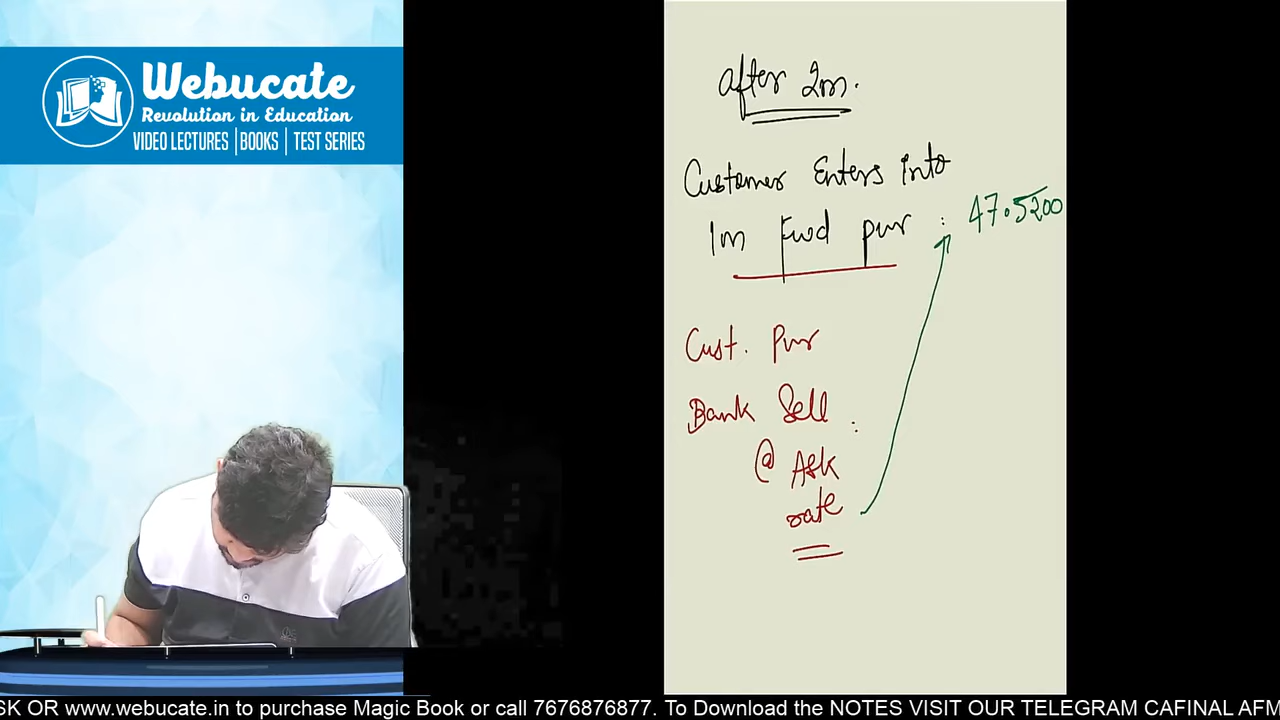 Webucate
Revolution in Education
VIDEO LECTURES | BOOKS | TEST SERIES
after 2m.
Customer Enters into
1m Fwd pur : 47.5200
Cust. Pur
Bank Sell :
@ Ask
rate
SK OR www.webucate.in to purchase Magic Book or call 7676876877. To Download the NOTES VISIT OUR TELEGRAM CAFINAL AFM